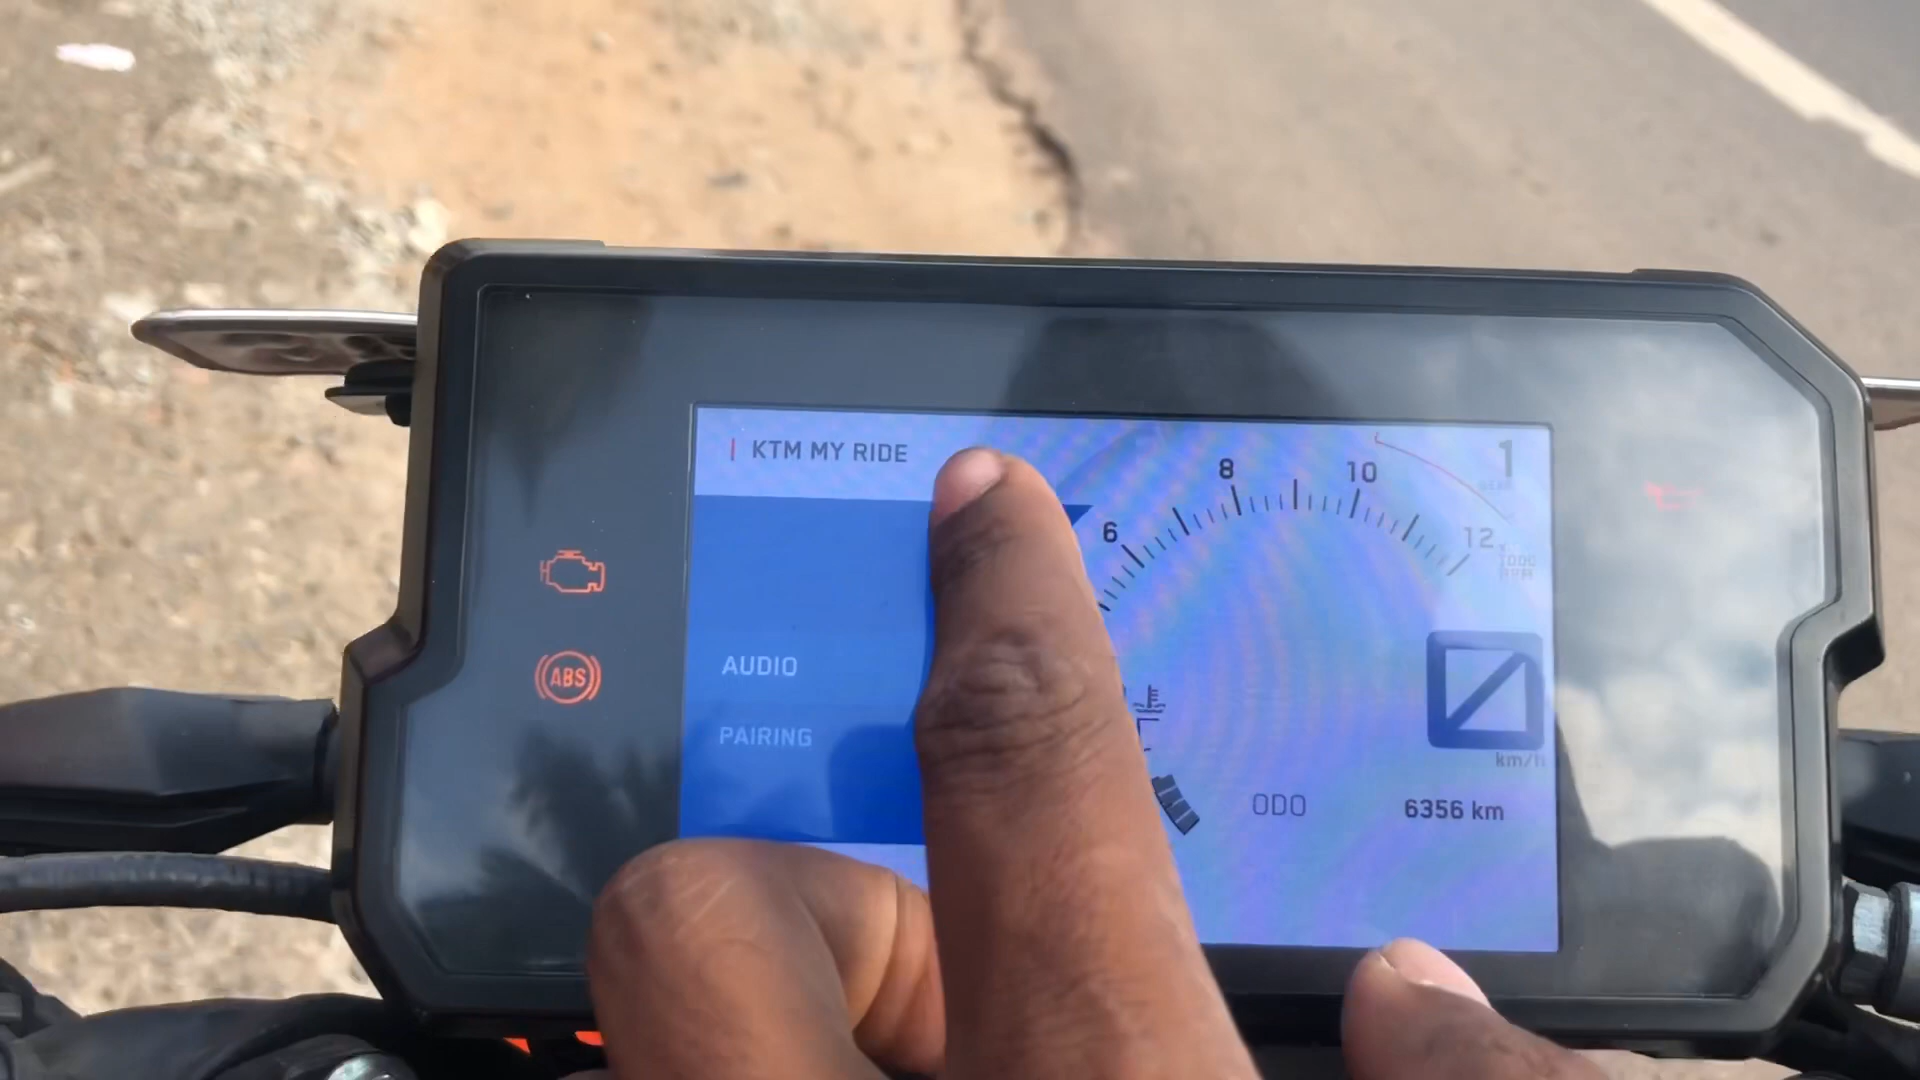 KTM MY RIDE
1
GEAR
8
10
6
12
x
1000
RPM
ABS
AUDIO
PAIRING
km/h
ODO
6356 km